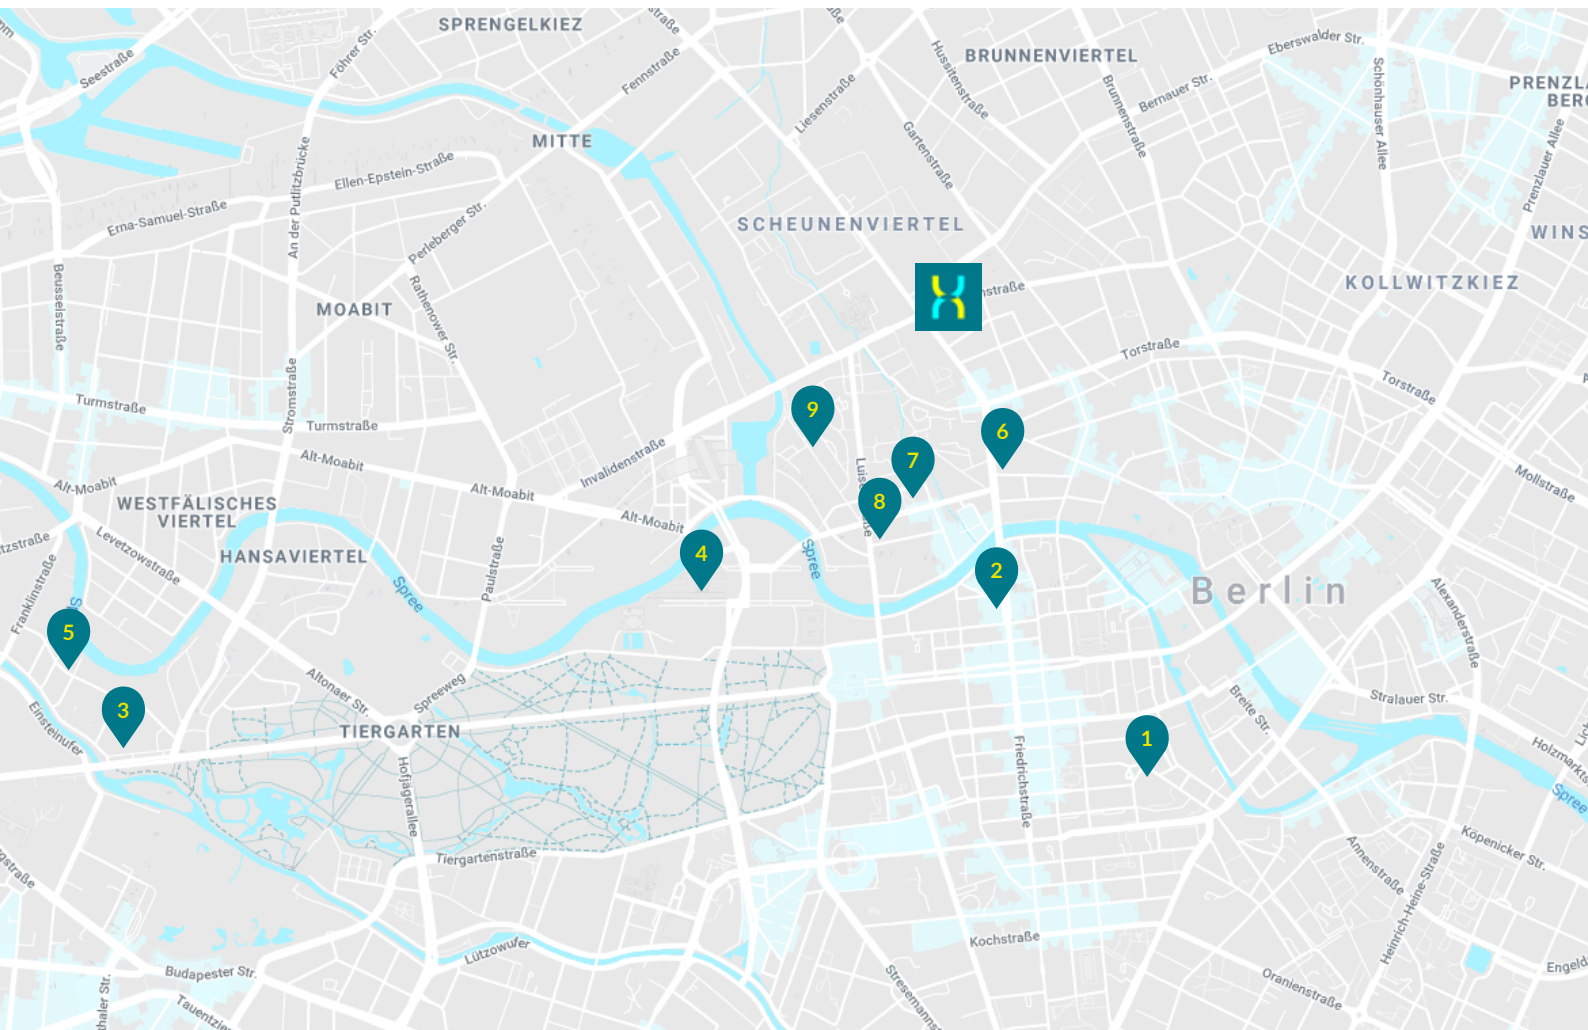 SPRENGELKIEZ
Föhrer Str.
Seestraße
Fennstraße
Hussitenstraße
BRUNNENVIERTEL
Eberswalder Str.
Schönhauser Allee
Brunnenstraße
Bernauer Str.
Liesenstraße
Gartenstraße
MITTE
An der Putlitzbrücke
Ellen-Epstein-Straße
Erna-Samuel-Straße
Perleberger Str.
Prenzlauer Allee
SCHEUNENVIERTEL
Beusselstraße
MOABIT
Rathenower Str.
KOLLWITZKIEZ
Torstraße
Torstraße
Stromstraße
Turmstraße
Turmstraße
9
6
Alt-Moabit
Alt-Moabit
Alt-Moabit
Alt-Moabit
Invalidenstraße
7
8
Mollstraße
WESTFÄLISCHES
VIERTEL
Levetzowstraße
HANSAVIERTEL
Franklinstraße
Spree
Paulstraße
4
Spree
2
Berlin
Alexanderstraße
5
3
Einsteinufer
Altonaer Str.
Spreeweg
TIERGARTEN
Hofjägerallee
Friedrichstraße
1
Breite Str.
Stralauer Str.
Spree
Tiergartenstraße
Köpenicker Str.
Annenstraße
Heinrich-Heine-Straße
Lützowufer
Kochstraße
Budapester Str.
Oranienstraße